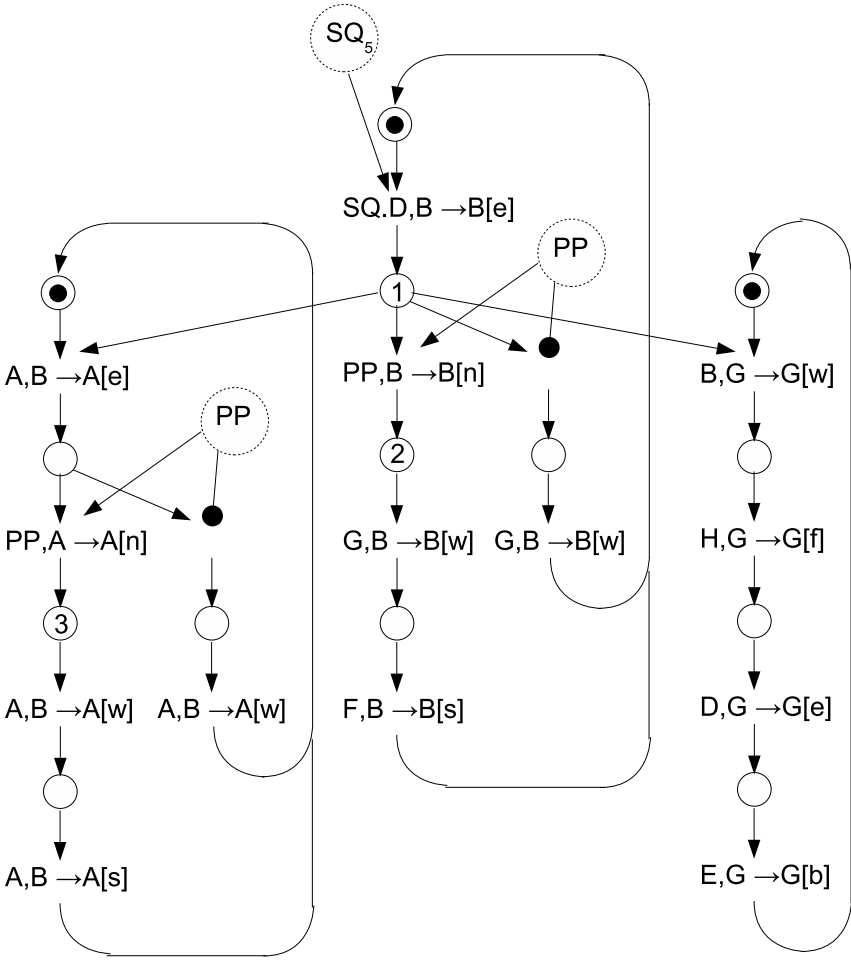 SQ5
SQ.D,B →B[e]
PP
1
A,B →A[e]
PP,B →B[n]
B,G →G[w]
PP
2
PP,A →A[n]
G,B →B[w]
G,B →B[w]
H,G →G[f]
3
A,B →A[w]
A,B →A[w]
F,B →B[s]
D,G →G[e]
A,B →A[s]
E,G →G[b]